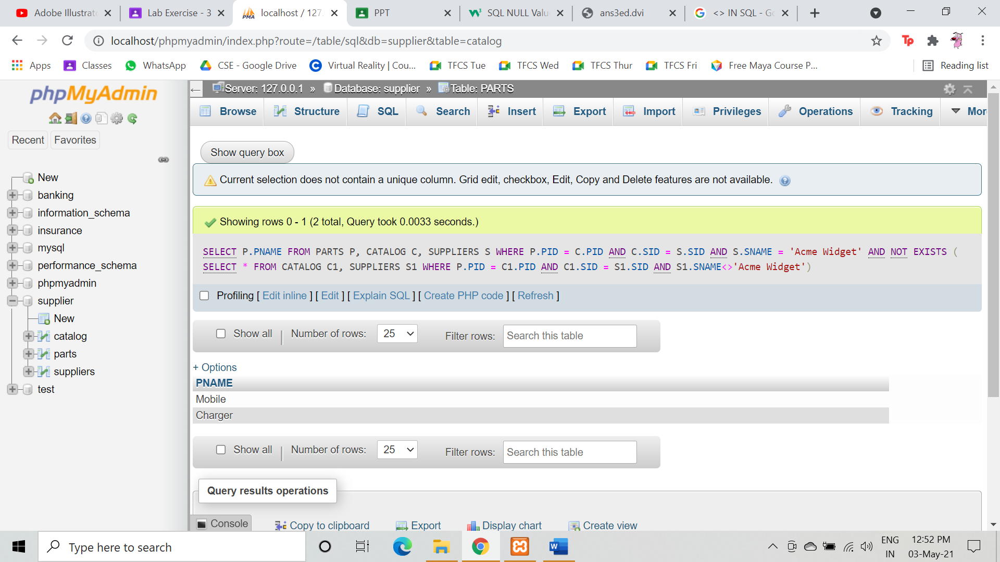 Adobe Illustrat
Lab Exercise - 3
localhost / 127.
PPT
SQL NULL Valu
ans3ed.dvi
<> IN SQL - Go
localhost/phpmyadmin/index.php?route=/table/sql&db=supplier&table=catalog
Apps
Classes
WhatsApp
CSE - Google Drive
Virtual Reality | Cou...
TFCS Tue
TFCS Wed
TFCS Thur
TFCS Fri
Free Maya Course P...
Reading list
phpMyAdmin
Recent
Favorites
New
banking
information_schema
insurance
mysql
performance_schema
phpmyadmin
supplier
New
catalog
parts
suppliers
test
Server: 127.0.0.1 » Database: supplier » Table: PARTS
Browse
Structure
SQL
Search
Insert
Export
Import
Privileges
Operations
Tracking
Mor
Show query box
Current selection does not contain a unique column. Grid edit, checkbox, Edit, Copy and Delete features are not available.
Showing rows 0 - 1 (2 total, Query took 0.0033 seconds.)
SELECT P.PNAME FROM PARTS P, CATALOG C, SUPPLIERS S WHERE P.PID = C.PID AND C.SID = S.SID AND S.SNAME = 'Acme Widget' AND NOT EXISTS (
SELECT * FROM CATALOG C1, SUPPLIERS S1 WHERE P.PID = C1.PID AND C1.SID = S1.SID AND S1.SNAME<>'Acme Widget')
Profiling [ Edit inline ] [ Edit ] [ Explain SQL ] [ Create PHP code ] [ Refresh ]
Show all | Number of rows: 25 Filter rows: Search this table
+ Options
PNAME
Mobile
Charger
Show all | Number of rows: 25 Filter rows: Search this table
Query results operations
Console
Copy to clipboard
Export
Display chart
Create view
Type here to search
ENG
IN
12:52 PM
03-May-21